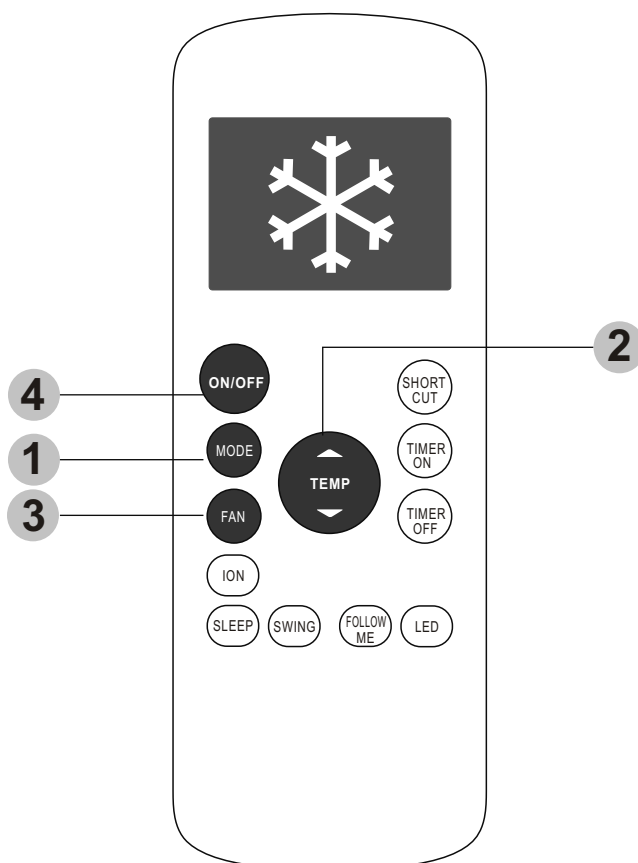 2
ON/OFF
SHORT
CUT
4
MODE
TIMER
ON
1
TEMP
3
FAN
TIMER
OFF
ION
SLEEP
SWING
FOLLOW
ME
LED